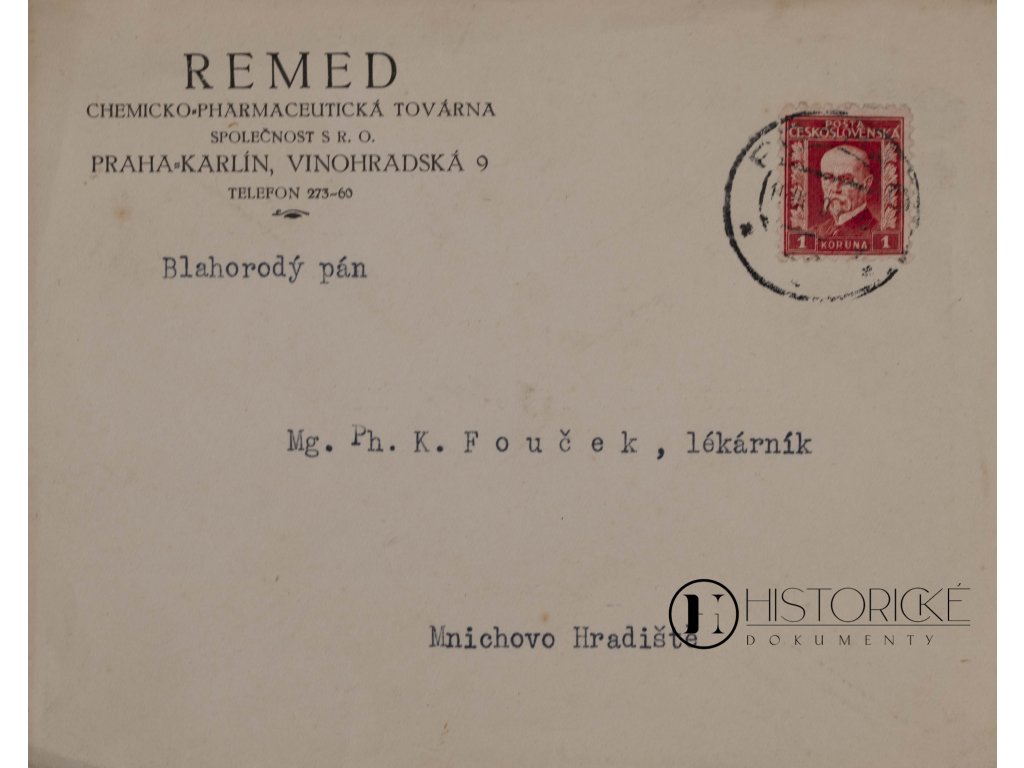 REMED
CHEMICKO-PHARMACEUTICKÁ TOVÁRNA
SPOLEČNOST S R. O.
PRAHA-KARLÍN, VINOHRADSKÁ 9
TELEFON 273-60
POŠTA
ČESKOSLOVENSKÁ
1 KORUNA 1
Blahorodý pán
Mg. Ph. K. Fouček, lékárník
Mnichovo Hradiště
HISTORICKÉ
DOKUMENTY